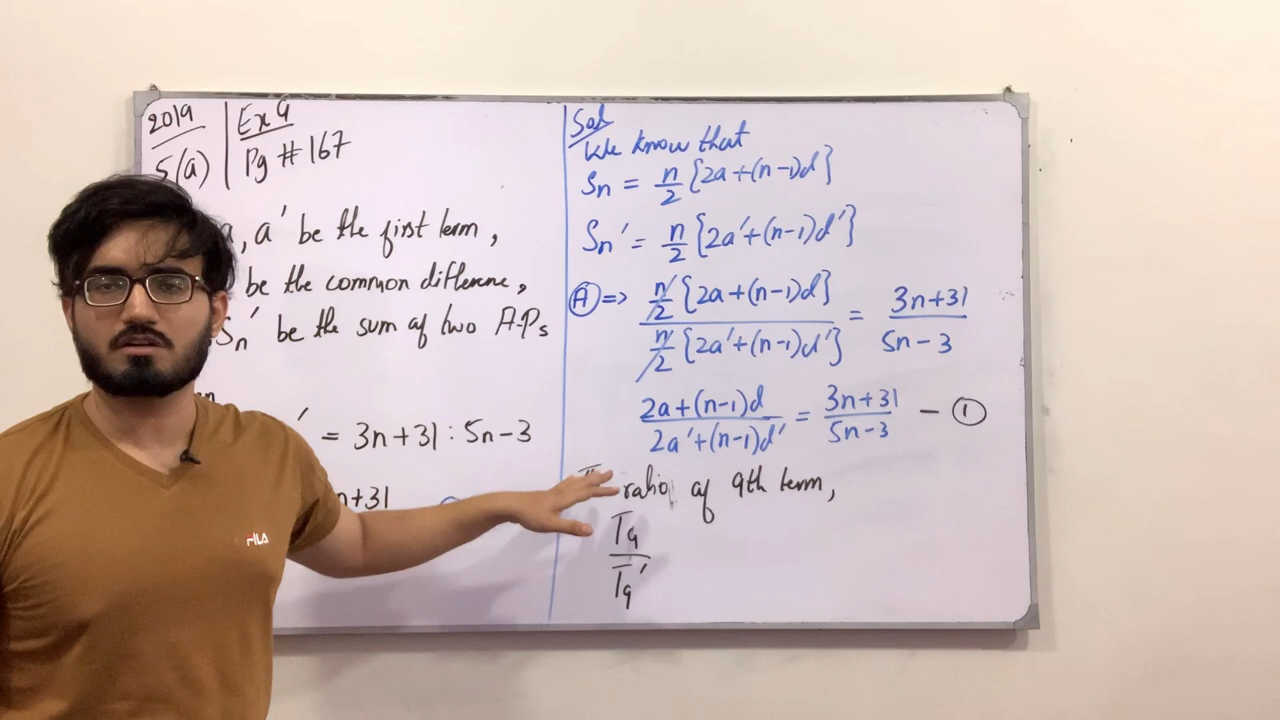 2019
5(a)
Ex 9
Pg # 167
a, a' be the first term,
be the common difference,
Sn' be the sum of two A.Ps
' = 3n+31 : 5n-3
n+31
FILA
Sol
We know that
Sn = n/2 {2a+(n-1)d}
Sn' = n/2 {2a'+(n-1)d'}
(A) => n/2 {2a+(n-1)d} / n/2 {2a'+(n-1)d'} = 3n+31 / 5n-3
2a+(n-1)d / 2a'+(n-1)d' = 3n+31 / 5n-3 — (1)
ratio of 9th term,
T9 / T9'